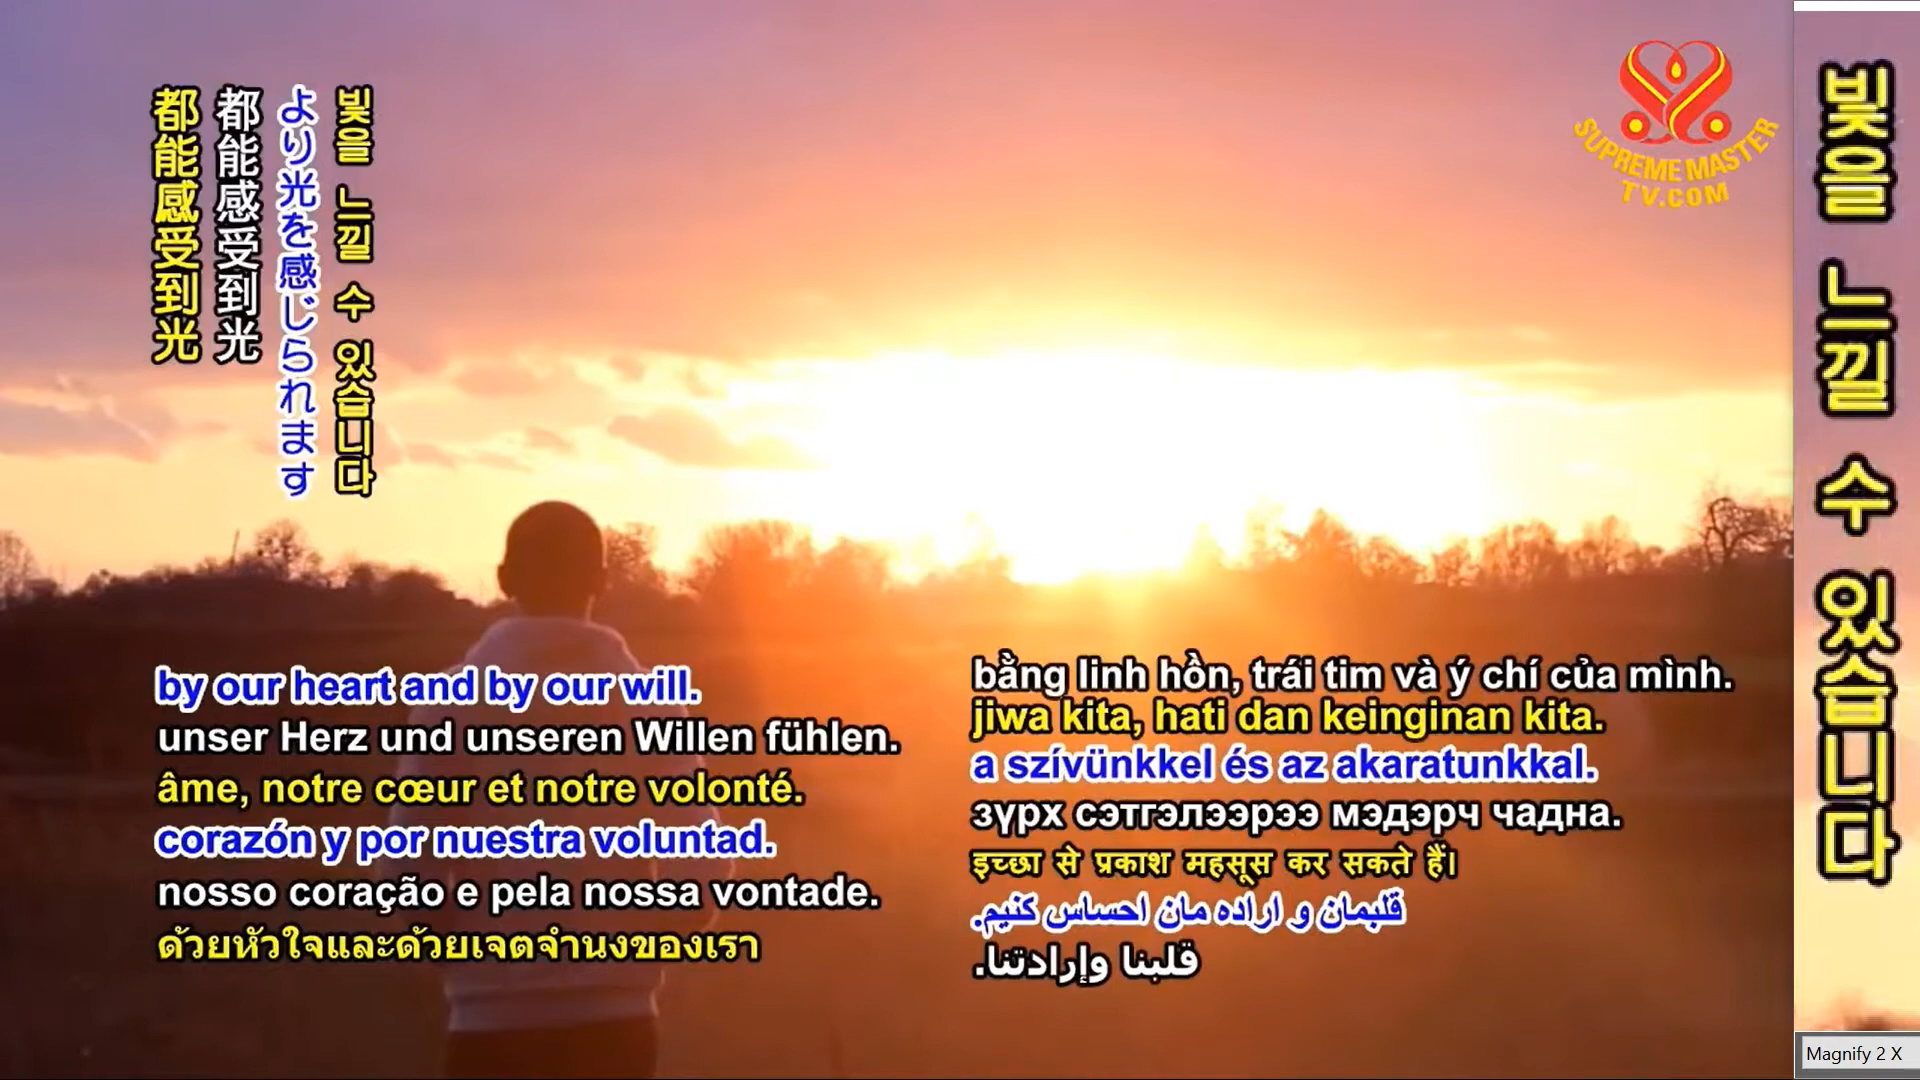 都能感受到光
都能感受到光
より光を感じられます
빛을 느낄 수 있습니다
SUPREME MASTER
TV.COM
by our heart and by our will.
unser Herz und unseren Willen fühlen.
âme, notre cœur et notre volonté.
corazón y por nuestra voluntad.
nosso coração e pela nossa vontade.
ด้วยหัวใจและด้วยเจตจำนงของเรา
bằng linh hồn, trái tim và ý chí của mình.
jiwa kita, hati dan keinginan kita.
a szívünkkel és az akaratunkkal.
зүрх сэтгэлээрээ мэдэрч чадна.
इच्छा से प्रकाश महसूस कर सकते हैं।
قلبمان و اراده مان احساس کنیم.
قلبنا وإرادتنا.
빛을 느낄 수 있습니다
Magnify 2 X